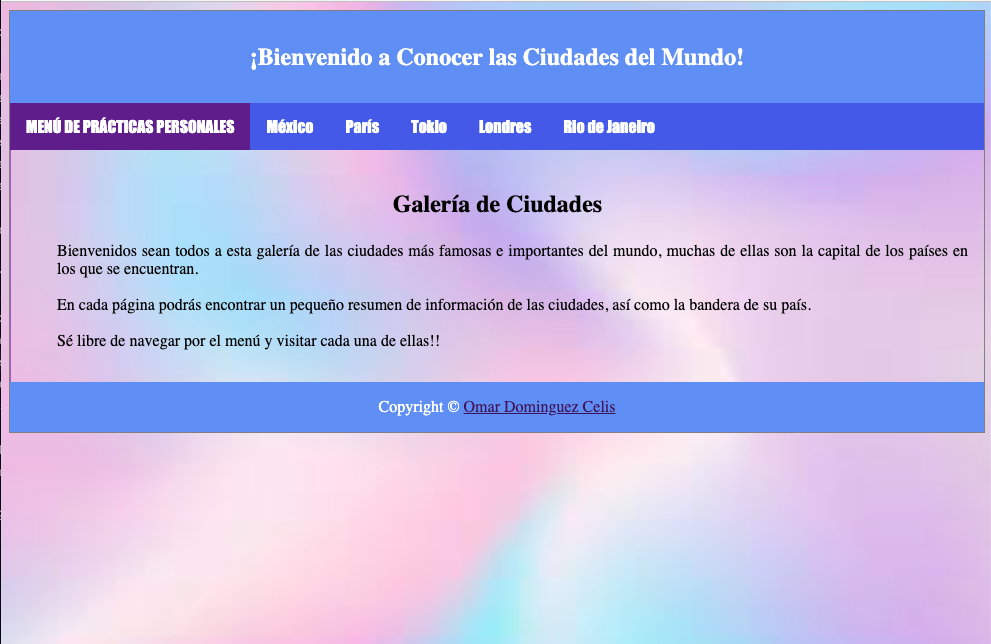 ¡Bienvenido a Conocer las Ciudades del Mundo!
MENÚ DE PRÁCTICAS PERSONALES México París Tokio Londres Rio de Janeiro
Galería de Ciudades
Bienvenidos sean todos a esta galería de las ciudades más famosas e importantes del mundo, muchas de ellas son la capital de los países en
los que se encuentran.
En cada página podrás encontrar un pequeño resumen de información de las ciudades, así como la bandera de su país.
Sé libre de navegar por el menú y visitar cada una de ellas!!
Copyright © Omar Dominguez Celis